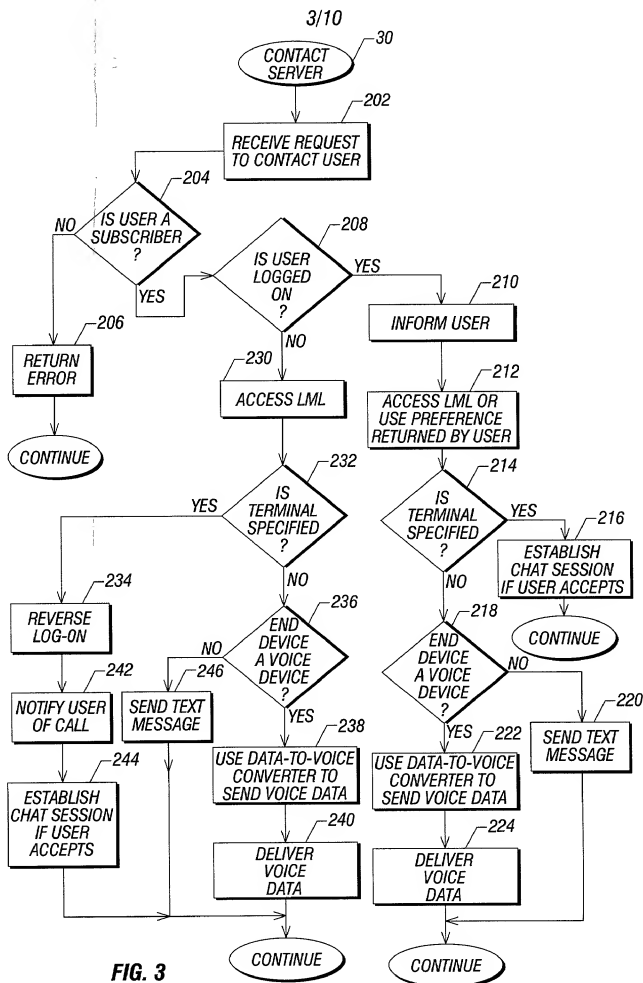 3/10
CONTACT
SERVER
30
202
RECEIVE REQUEST
TO CONTACT USER
204
IS USER A
SUBSCRIBER
?
NO
YES
206
RETURN
ERROR
CONTINUE
208
IS USER
LOGGED
ON
?
YES
NO
210
INFORM USER
212
ACCESS LML OR
USE PREFERENCE
RETURNED BY USER
214
IS
TERMINAL
SPECIFIED
?
YES
NO
216
ESTABLISH
CHAT SESSION
IF USER ACCEPTS
CONTINUE
218
END
DEVICE
A VOICE
DEVICE
?
NO
YES
220
SEND TEXT
MESSAGE
222
USE DATA-TO-VOICE
CONVERTER TO
SEND VOICE DATA
224
DELIVER
VOICE
DATA
CONTINUE
230
ACCESS LML
232
IS
TERMINAL
SPECIFIED
?
YES
NO
234
REVERSE
LOG-ON
242
NOTIFY USER
OF CALL
244
ESTABLISH
CHAT SESSION
IF USER
ACCEPTS
236
END
DEVICE
A VOICE
DEVICE
?
NO
YES
246
SEND TEXT
MESSAGE
238
USE DATA-TO-VOICE
CONVERTER TO
SEND VOICE DATA
240
DELIVER
VOICE
DATA
CONTINUE
FIG. 3